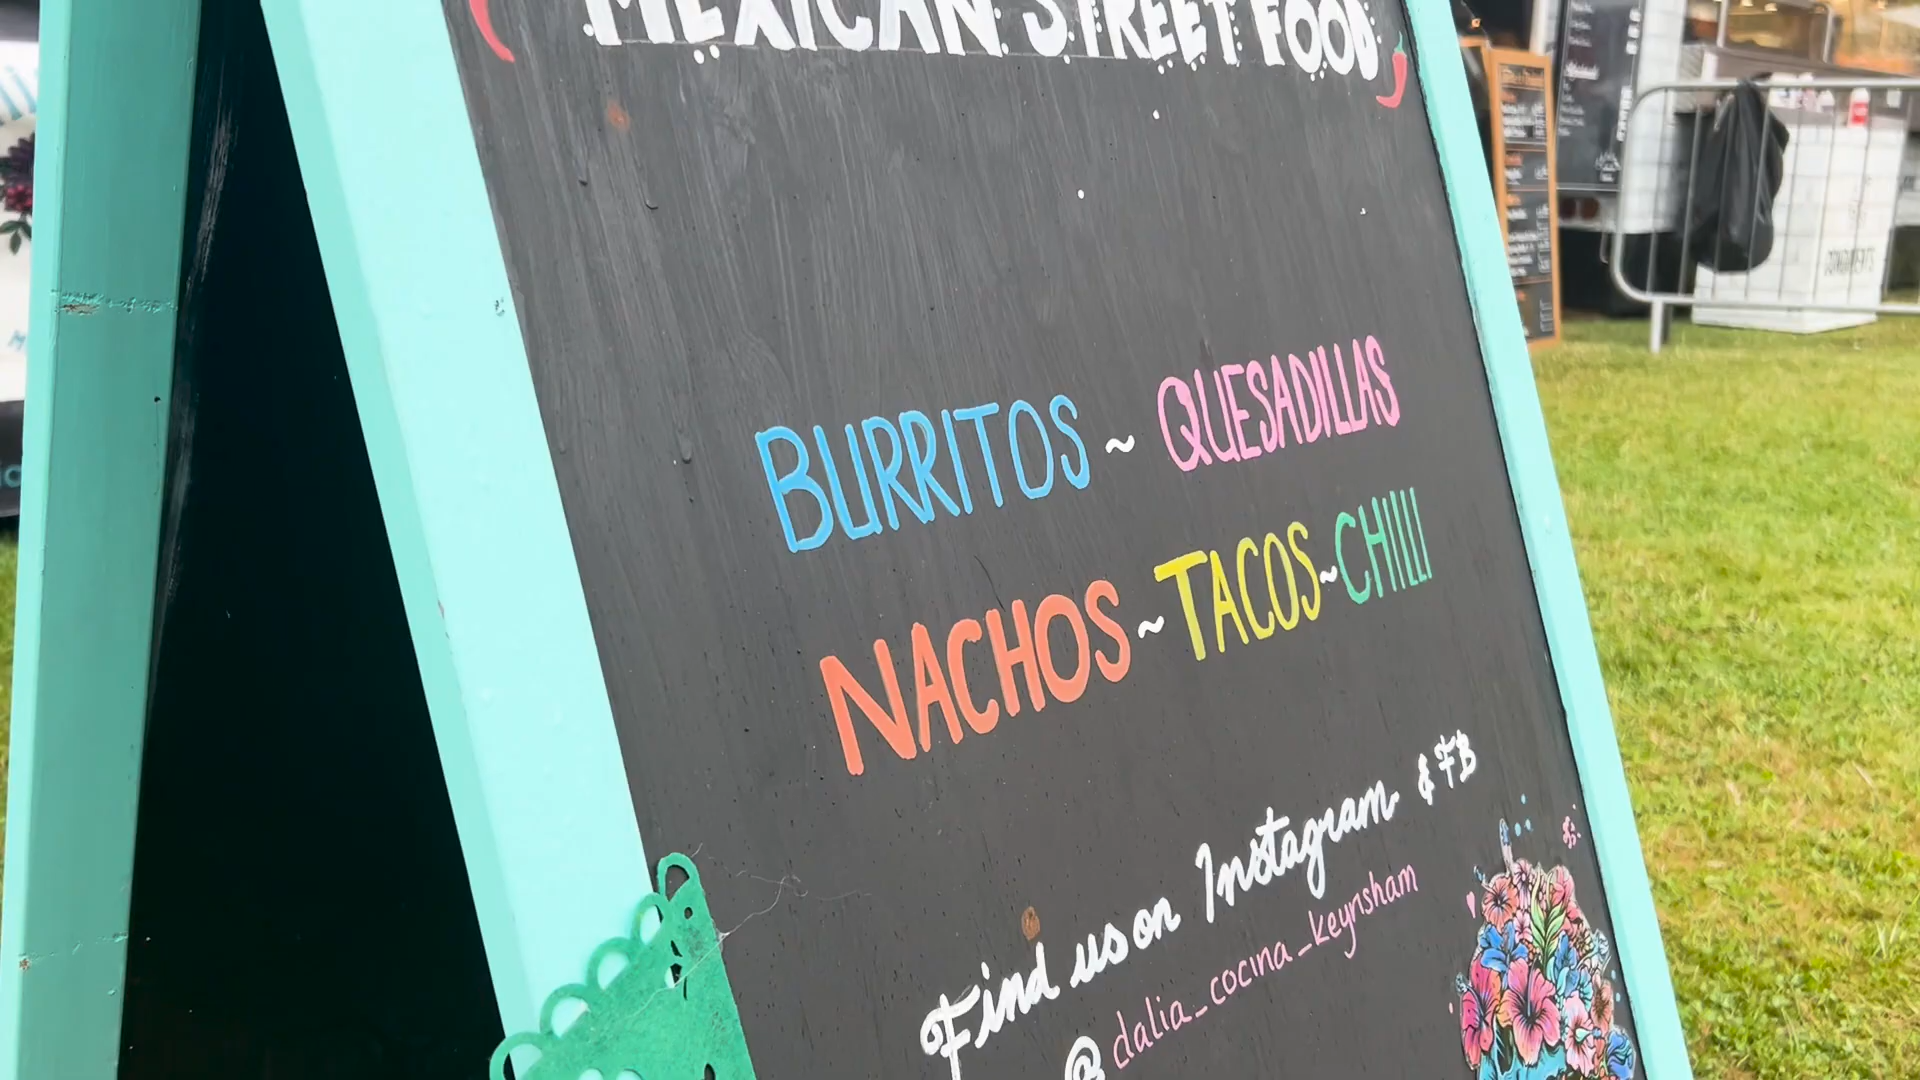 MEXICAN STREET FOOD
BURRITOS ~ QUESADILLAS
NACHOS ~ TACOS ~ CHILLI
Find us on Instagram & FB
@dalia_cocina_keynsham